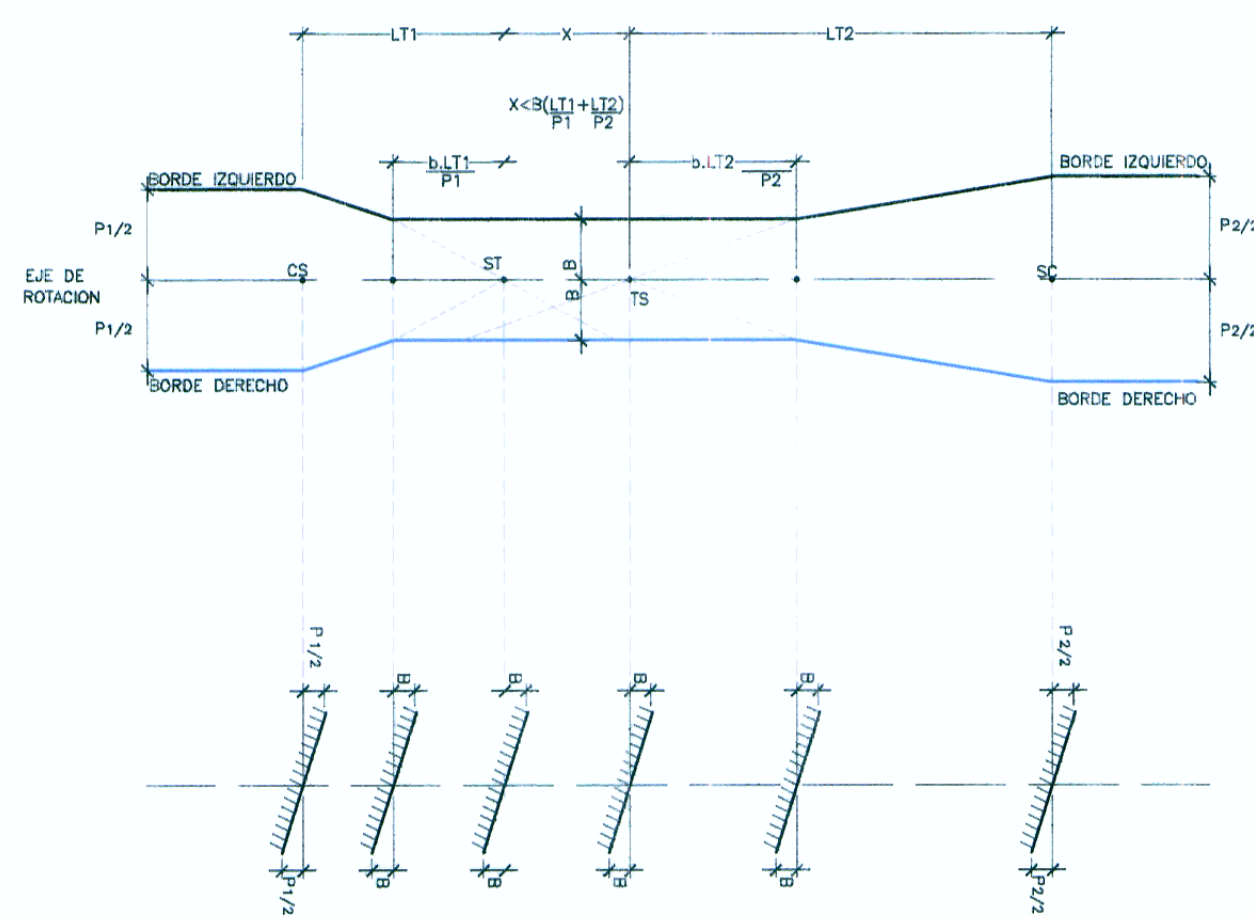 LT1
X
LT2
X<B(LT1+LT2)
P1 P2
b.LT1
P1
b.LT2
P2
BORDE IZQUIERDO
BORDE IZQUIERDO
P1/2
P2/2
EJE DE
ROTACION
CS
ST
B
B
TS
SC
P1/2
P2/2
BORDE DERECHO
BORDE DERECHO
P1/2
B
B
B
B
P2/2
P1/2
B
B
B
B
P2/2